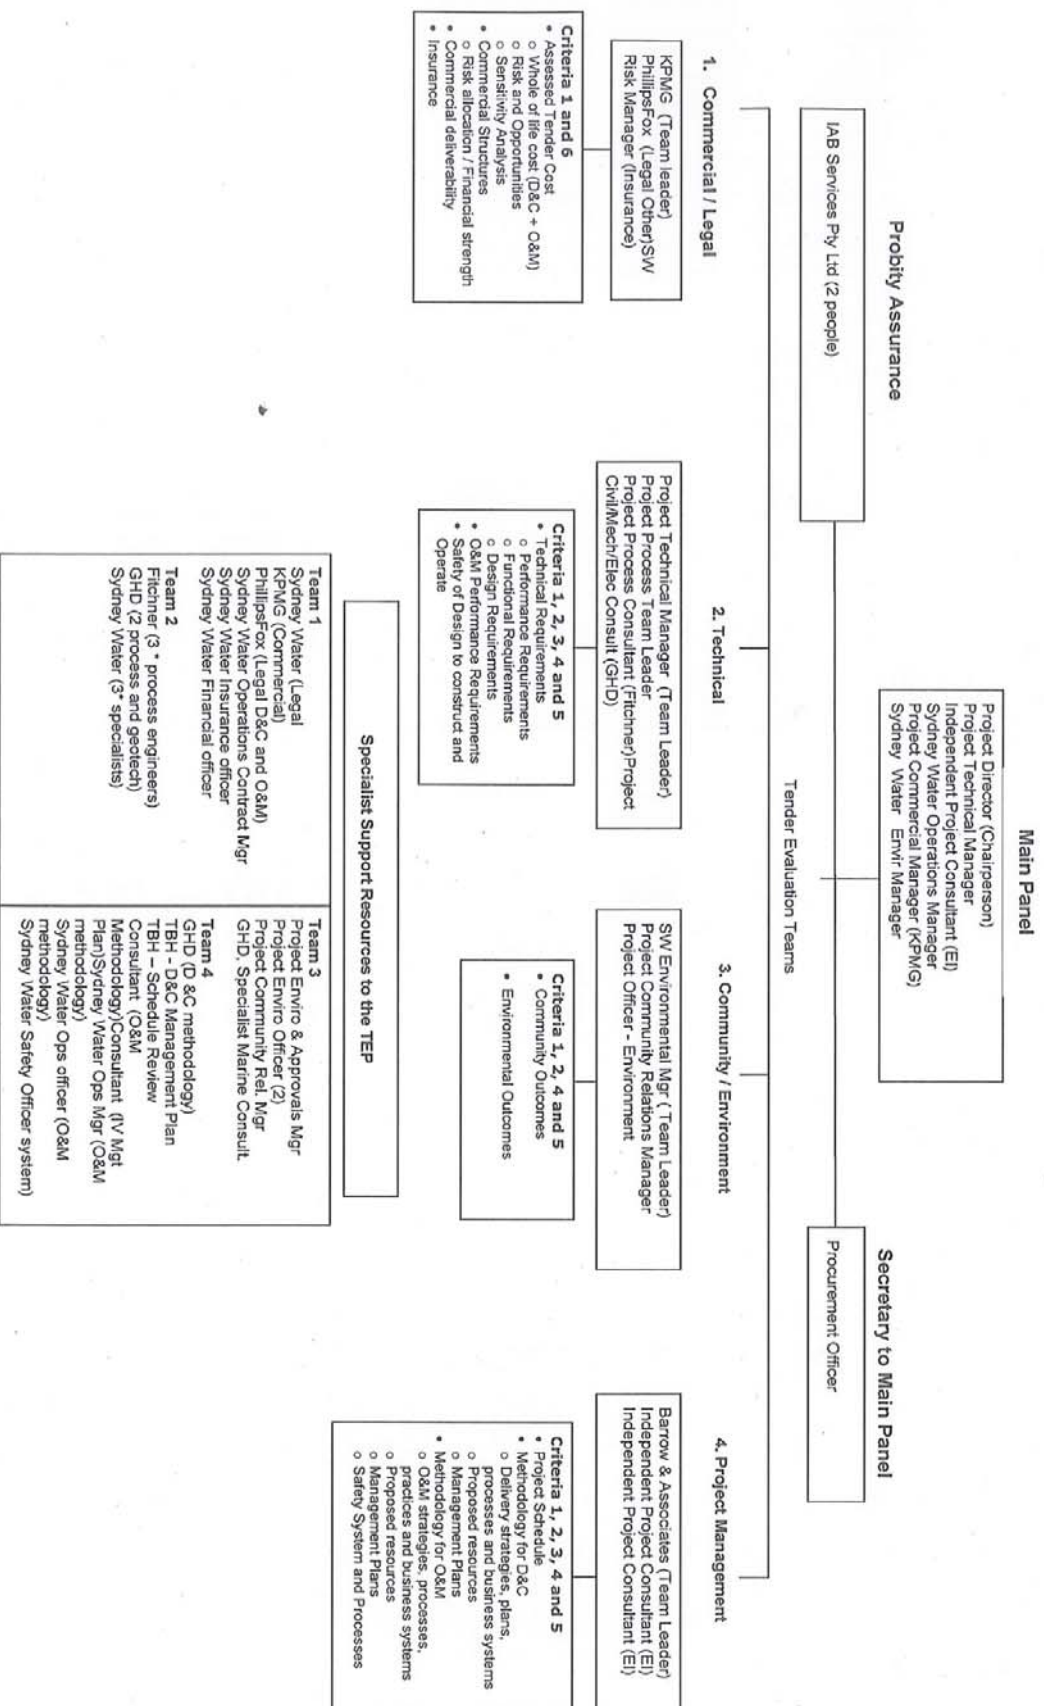 Main Panel
Project Director (Chairperson)
Project Technical Manager
Independent Project Consultant (EI)
Sydney Water Operations Manager
Project Commercial Manager (KPMG)
Sydney Water Envir Manager
Probity Assurance
IAB Services Pty Ltd (2 people)
Secretary to Main Panel
Procurement Officer
Tender Evaluation Teams
1. Commercial / Legal
KPMG (Team leader)
PhillipsFox (Legal Other)SW
Risk Manager (Insurance)
Criteria 1 and 6
• Assessed Tender Cost
o Whole of life cost (D&C + O&M)
o Risk and Opportunities
o Sensitivity Analysis
• Commercial Structures
o Risk allocation / Financial strength
• Commercial deliverability
• Insurance
2. Technical
Project Technical Manager (Team Leader)
Project Process Team Leader
Project Process Consultant (Fitchner)Project
Civil/Mech/Elec Consult (GHD)
Criteria 1, 2, 3, 4 and 5
• Technical Requirements
o Performance Requirements
o Functional Requirements
o Design Requirements
• O&M Performance Requirements
• Safety of Design to construct and
Operate
3. Community / Environment
SW Environmental Mgr ( Team Leader)
Project Community Relations Manager
Project Officer - Environment
Criteria 1, 2, 4 and 5
• Community Outcomes
• Environmental Outcomes
4. Project Management
Barrow & Associates (Team Leader)
Independent Project Consultant (EI)
Independent Project Consultant (EI)
Criteria 1, 2, 3, 4 and 5
• Project Schedule
• Methodology for D&C
o Delivery strategies, plans,
processes and business systems
o Proposed resources
o Management Plans
• Methodology for O&M
o O&M strategies, processes,
practices and business systems
o Proposed resources
o Management Plans
o Safety System and Processes
Specialist Support Resources to the TEP
Team 1
Sydney Water (Legal
KPMG (Commercial)
PhillipsFox (Legal D&C and O&M)
Sydney Water Operations Contract Mgr
Sydney Water Insurance officer
Sydney Water Financial officer
Team 2
Fitchner (3 * process engineers)
GHD (2 process and geotech)
Sydney Water (3* specialists)
Team 3
Project Enviro & Approvals Mgr
Project Enviro Officer (2)
Project Community Rel. Mgr
GHD, Specialist Marine Consult.
Team 4
GHD (D &C methodology)
TBH - D&C Management Plan
TBH – Schedule Review
Consultant (O&M
Methodology)Consultant (IV Mgt
Plan)Sydney Water Ops Mgr (O&M
methodology)
Sydney Water Ops officer (O&M
methodology)
Sydney Water Safety Officer system)